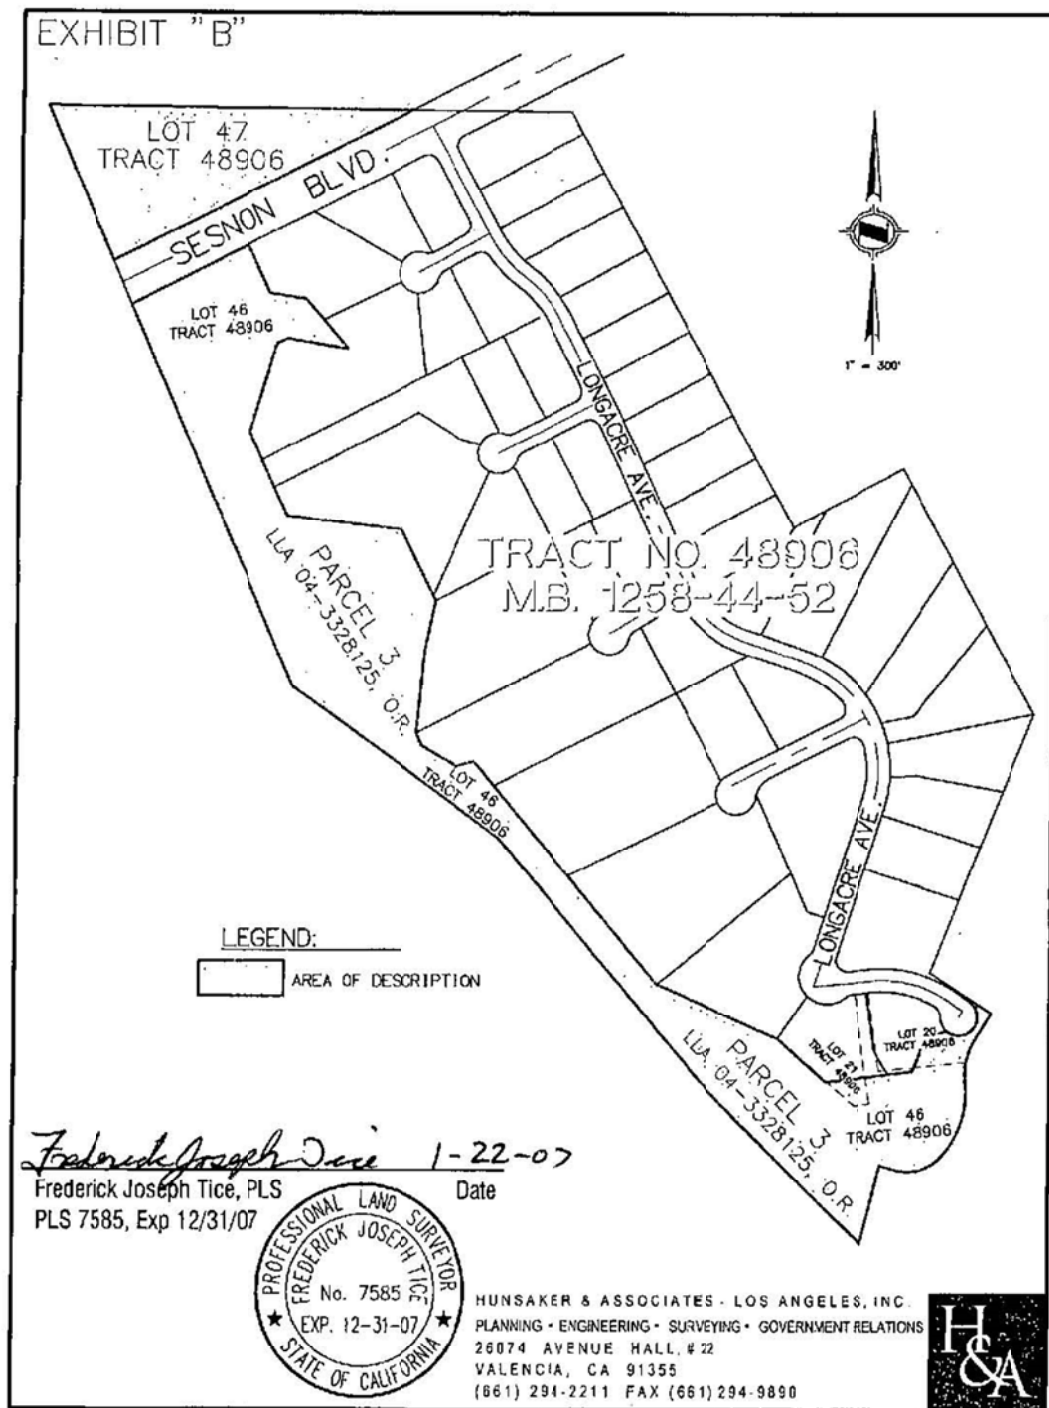 EXHIBIT "B"
LOT 47
TRACT 48906
SESNON BLVD.
LOT 46
TRACT 48906
1" = 300'
LONGACRE AVE.
TRACT NO. 48906
M.B. 1258-44-52
PARCEL 3
LLA 04-3328125, O.R.
LOT 46
TRACT 48906
LONGACRE AVE.
LEGEND:
AREA OF DESCRIPTION
LOT 20
TRACT 48906
LOT 21
TRACT 48906
PARCEL 3
LLA 04-3328125, O.R.
LOT 46
TRACT 48906
Frederick Joseph Tice 1-22-07
Frederick Joseph Tice, PLS Date
PLS 7585, Exp 12/31/07
PROFESSIONAL LAND SURVEYOR
FREDERICK JOSEPH TICE
No. 7585
EXP. 12-31-07
STATE OF CALIFORNIA
HUNSAKER & ASSOCIATES - LOS ANGELES, INC.
PLANNING - ENGINEERING - SURVEYING - GOVERNMENT RELATIONS
26074 AVENUE HALL, # 22
VALENCIA, CA 91355
(661) 294-2211 FAX (661) 294-9890
H&A